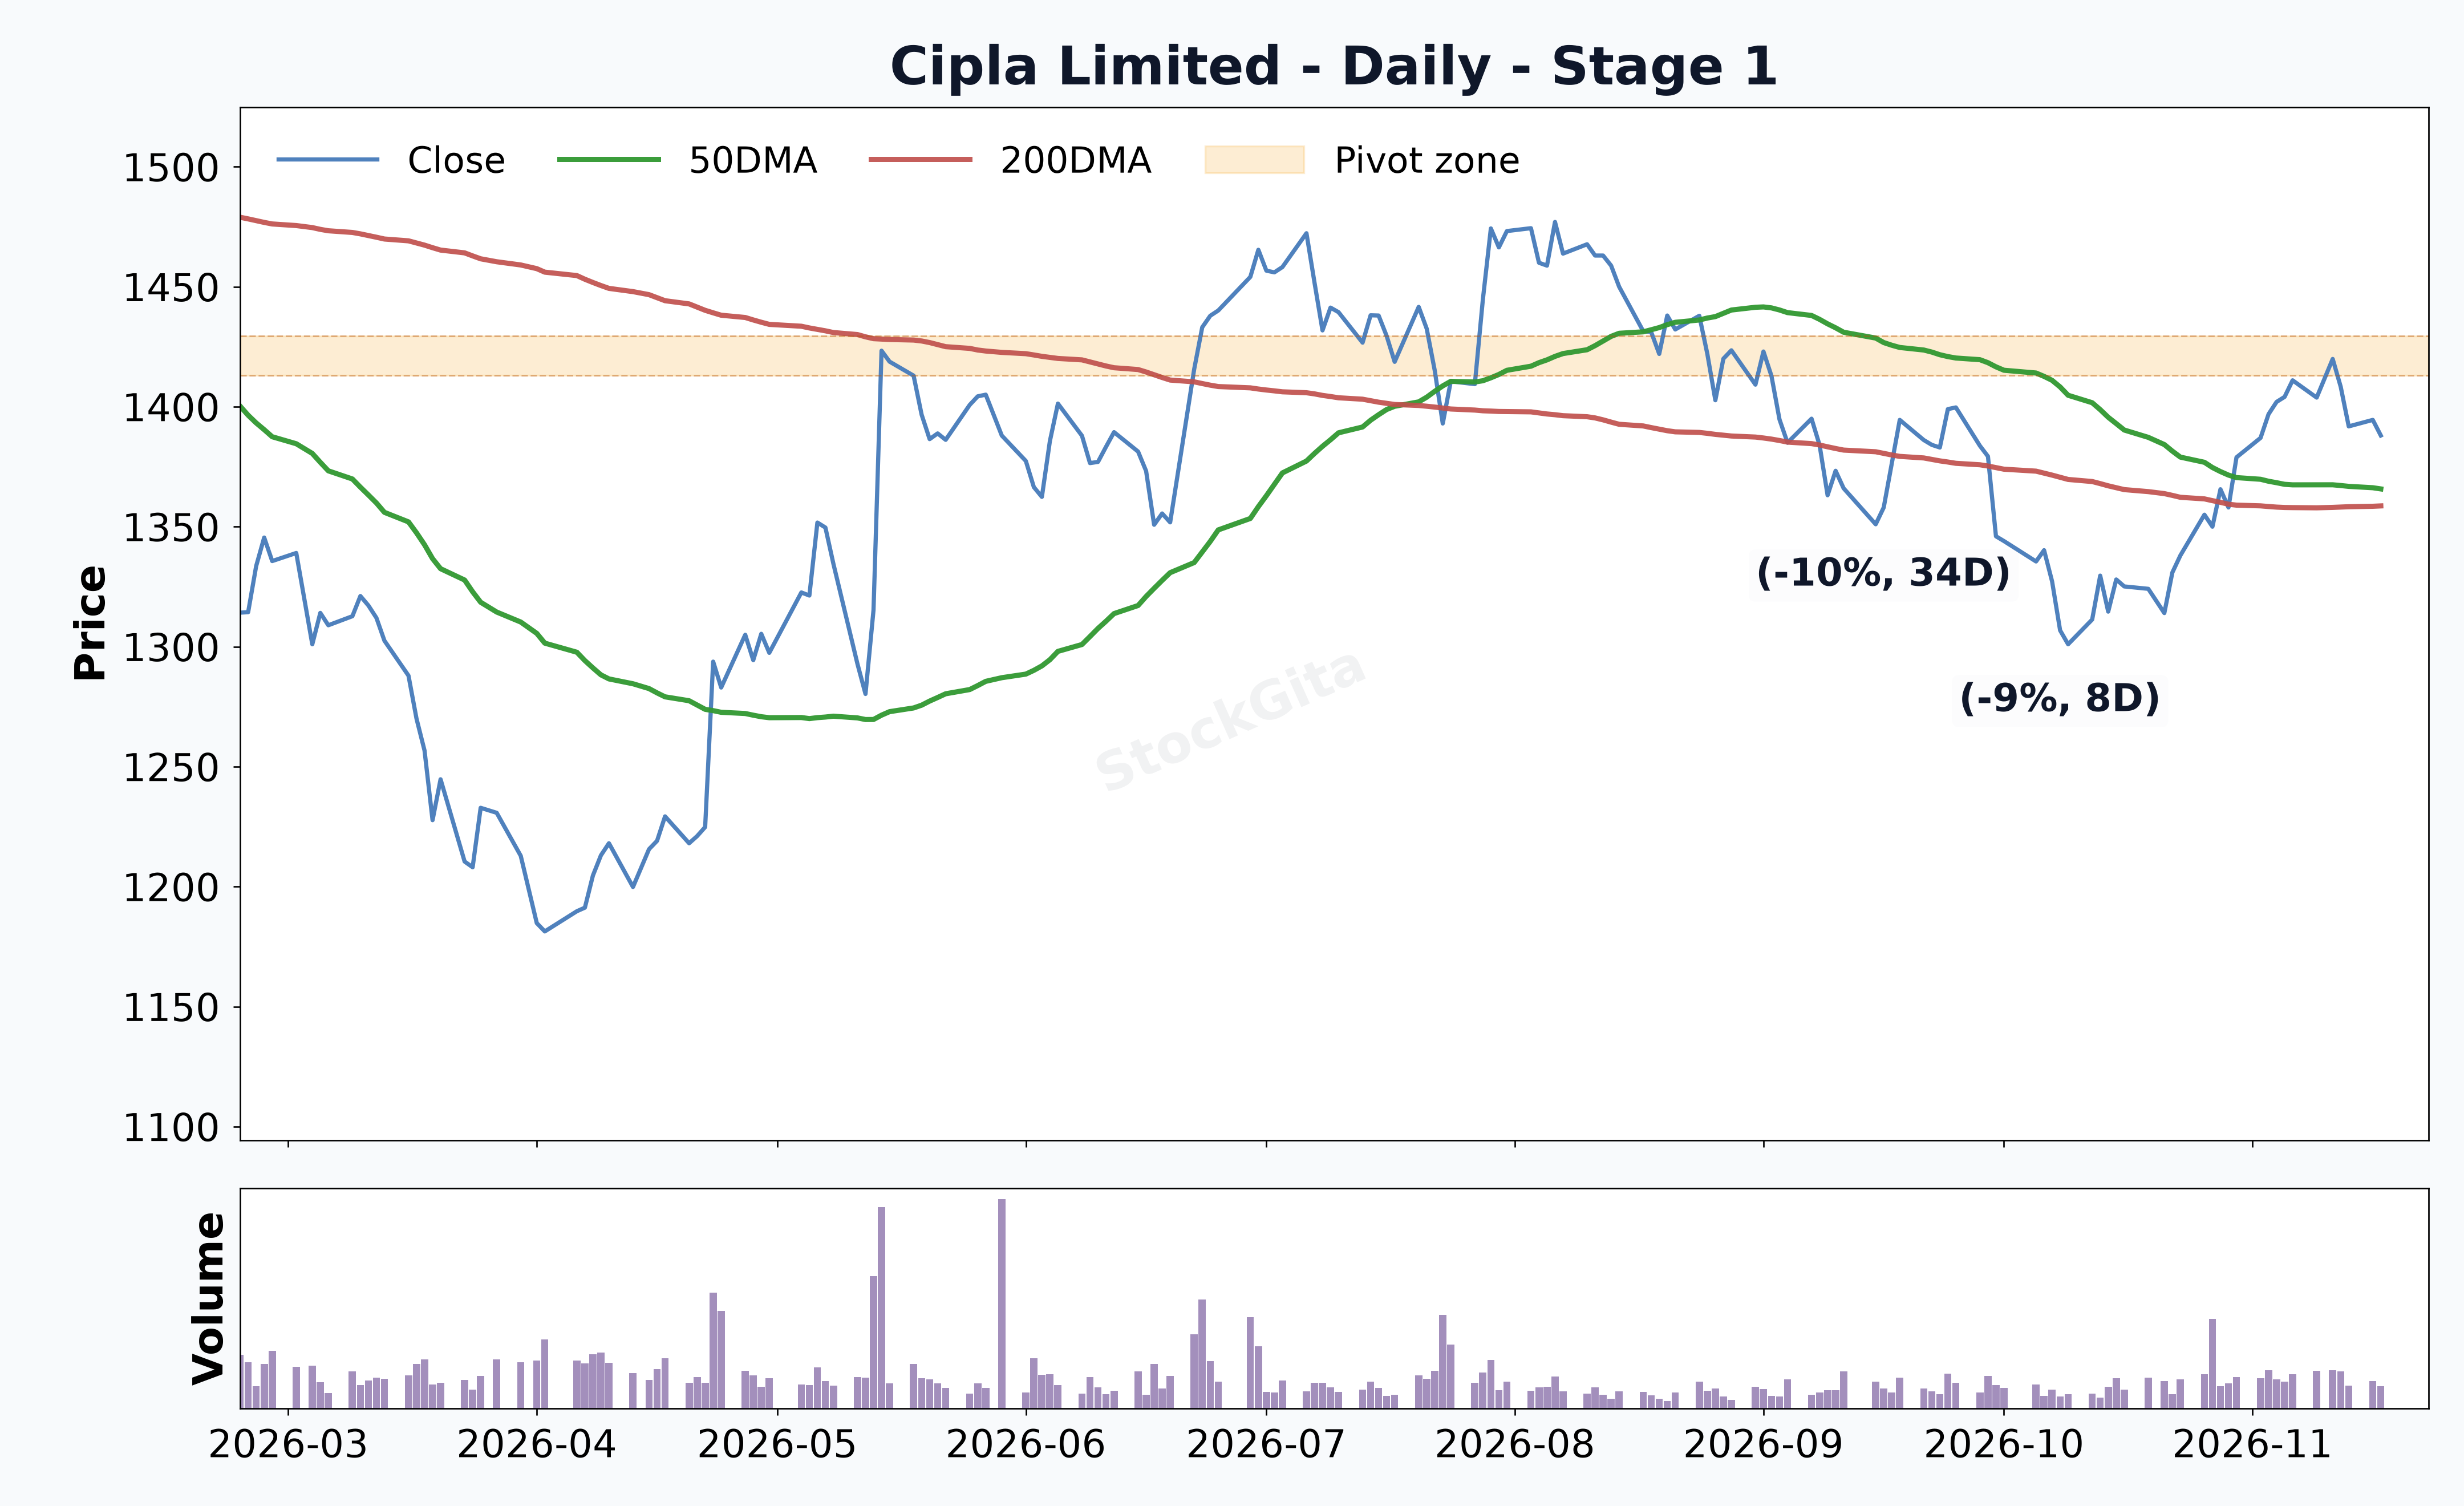 Cipla Limited - Daily - Stage 1
Close 50DMA 200DMA Pivot zone
Price
1500
1450
1400
1350
1300
1250
1200
1150
1100
(-10%, 34D)
(-9%, 8D)
StockGita
Volume
2026-03 2026-04 2026-05 2026-06 2026-07 2026-08 2026-09 2026-10 2026-11